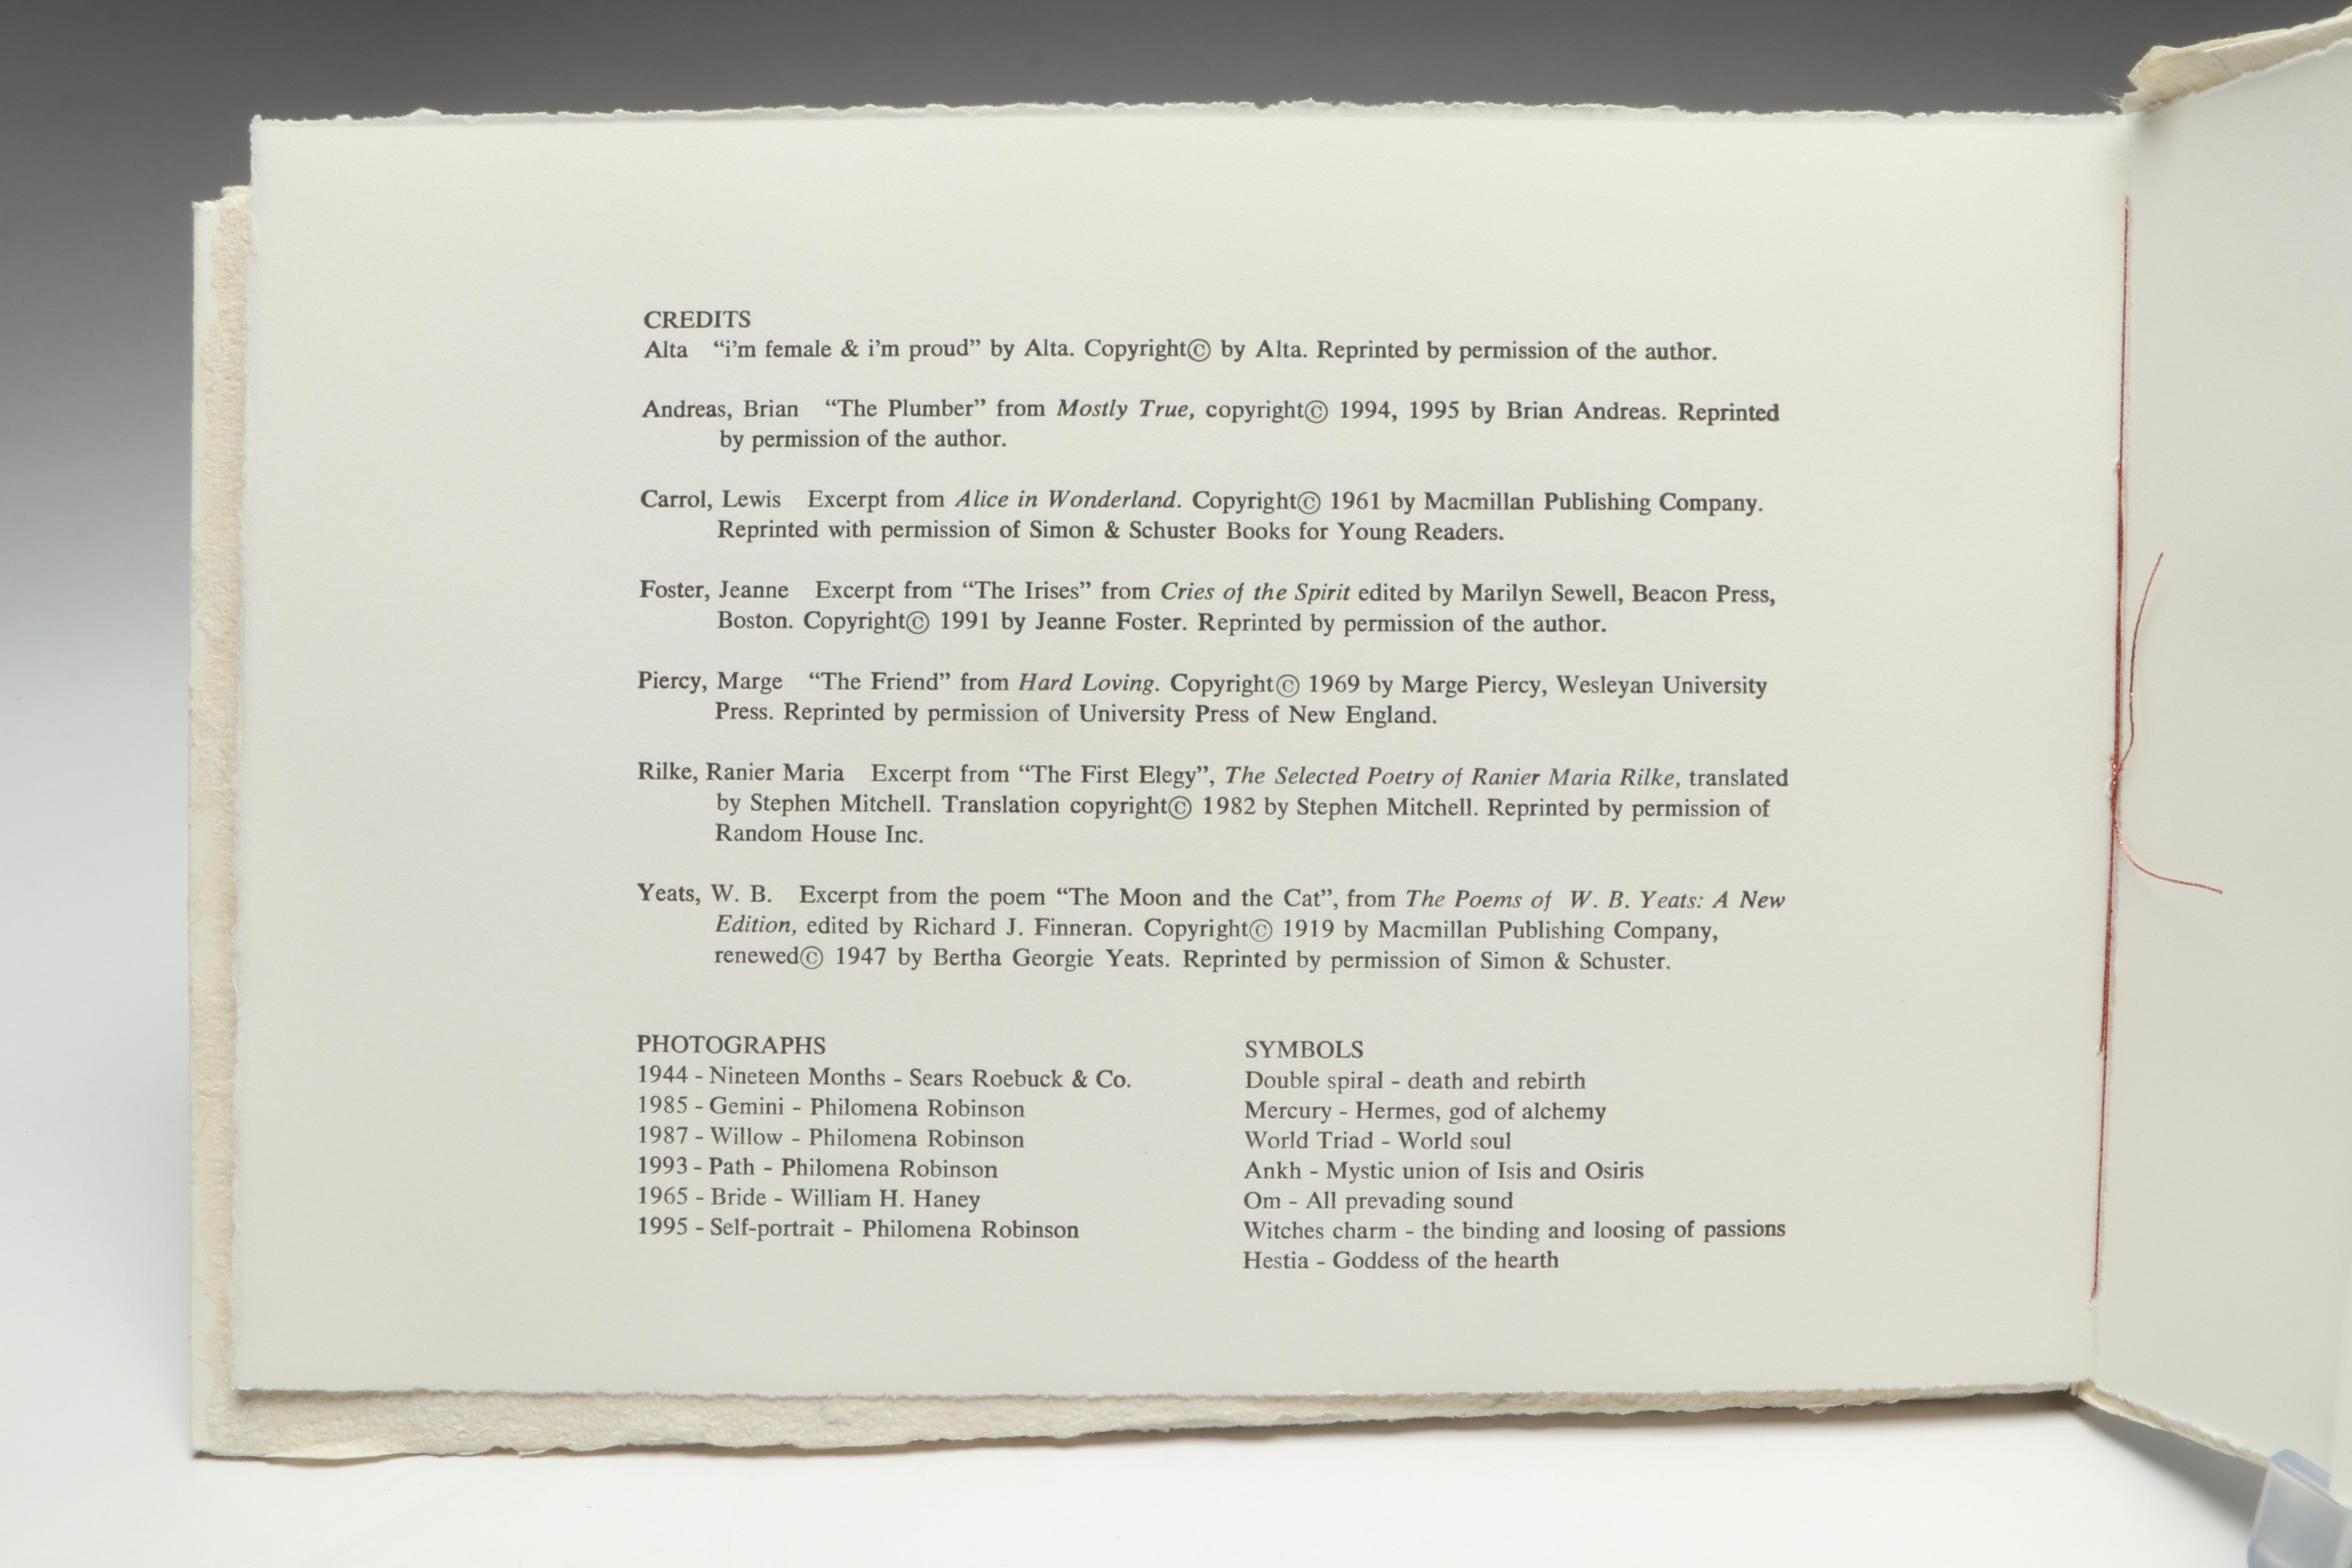 CREDITS
Alta “i’m female & i’m proud” by Alta. Copyright© by Alta. Reprinted by permission of the author.
Andreas, Brian “The Plumber” from Mostly True, copyright© 1994, 1995 by Brian Andreas. Reprinted
by permission of the author.
Carrol, Lewis Excerpt from Alice in Wonderland. Copyright© 1961 by Macmillan Publishing Company.
Reprinted with permission of Simon & Schuster Books for Young Readers.
Foster, Jeanne Excerpt from “The Irises” from Cries of the Spirit edited by Marilyn Sewell, Beacon Press,
Boston. Copyright© 1991 by Jeanne Foster. Reprinted by permission of the author.
Piercy, Marge “The Friend” from Hard Loving. Copyright© 1969 by Marge Piercy, Wesleyan University
Press. Reprinted by permission of University Press of New England.
Rilke, Ranier Maria Excerpt from “The First Elegy”, The Selected Poetry of Ranier Maria Rilke, translated
by Stephen Mitchell. Translation copyright© 1982 by Stephen Mitchell. Reprinted by permission of
Random House Inc.
Yeats, W. B. Excerpt from the poem “The Moon and the Cat”, from The Poems of W. B. Yeats: A New
Edition, edited by Richard J. Finneran. Copyright© 1919 by Macmillan Publishing Company,
renewed© 1947 by Bertha Georgie Yeats. Reprinted by permission of Simon & Schuster.
PHOTOGRAPHS
1944 - Nineteen Months - Sears Roebuck & Co.
1985 - Gemini - Philomena Robinson
1987 - Willow - Philomena Robinson
1993 - Path - Philomena Robinson
1965 - Bride - William H. Haney
1995 - Self-portrait - Philomena Robinson
SYMBOLS
Double spiral - death and rebirth
Mercury - Hermes, god of alchemy
World Triad - World soul
Ankh - Mystic union of Isis and Osiris
Om - All prevading sound
Witches charm - the binding and loosing of passions
Hestia - Goddess of the hearth